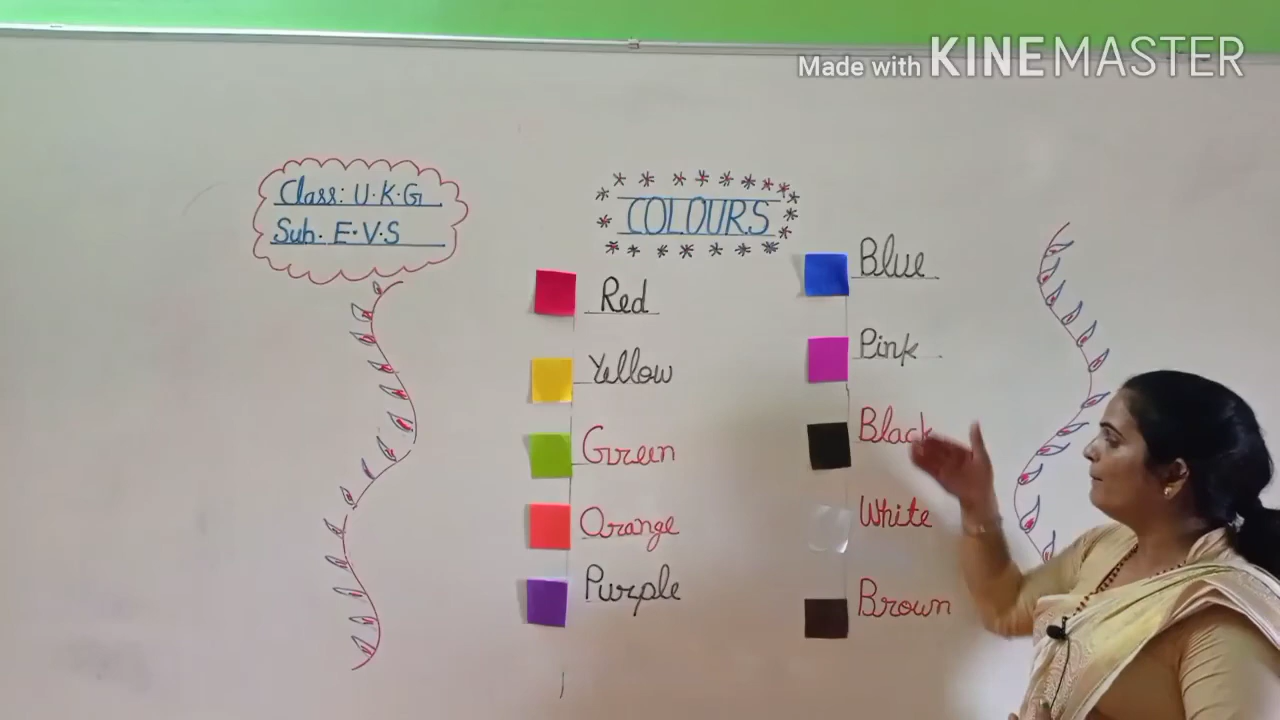 Made with KINEMASTER
Class: U.K.G
Sub. E.V.S
COLOURS
Red
Yellow
Green
Orange
Purple
Blue
Pink
Black
White
Brown